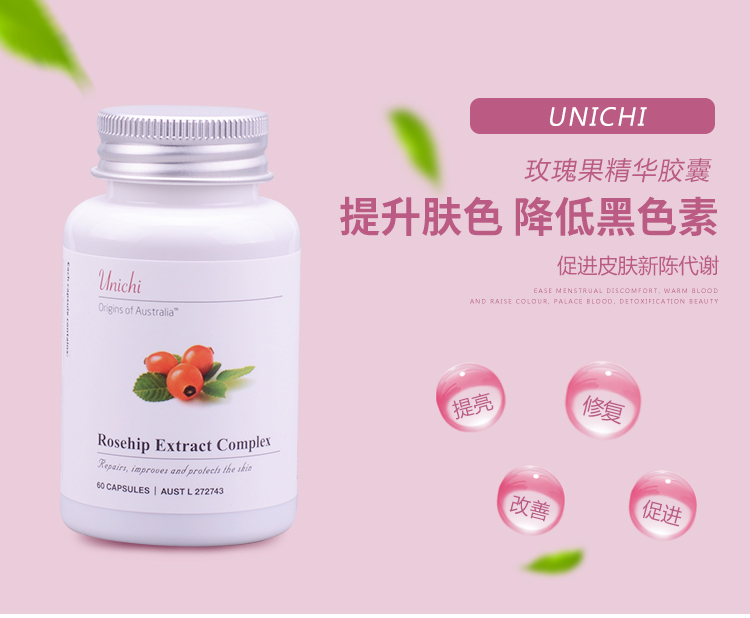 UNICHI
玫瑰果精华胶囊
提升肤色 降低黑色素
促进皮肤新陈代谢
EASE MENSTRUAL DISCOMFORT, WARM BLOOD
AND RAISE COLOUR, PALACE BLOOD, DETOXIFICATION BEAUTY
Each capsule contains:
Unichi
Origins of Australia™
Rosehip Extract Complex
Repairs, improves and protects the skin
60 CAPSULES | AUST L 272743
提亮
修复
改善
促进